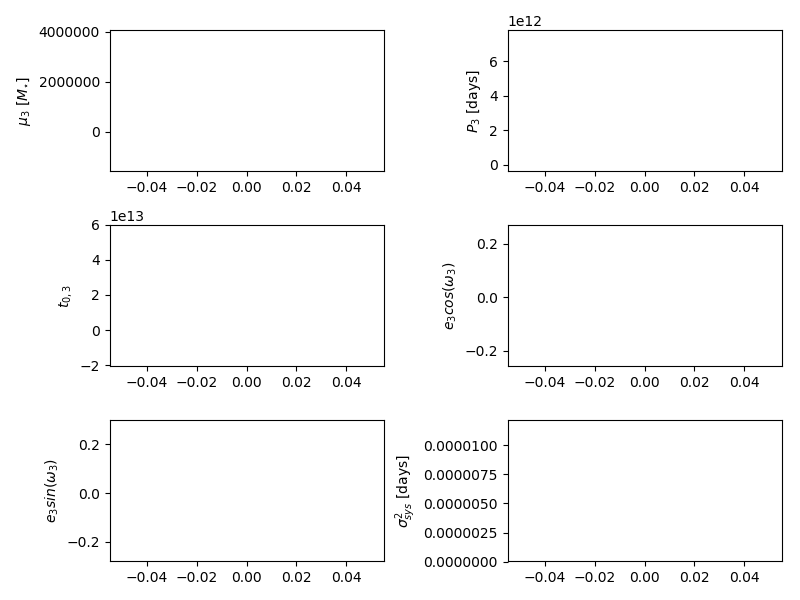 4000000
2000000
0
μ₃ [M⋆]
−0.04 −0.02 0.00 0.02 0.04
1e12
6
4
2
0
P₃ [days]
−0.04 −0.02 0.00 0.02 0.04
1e13
6
4
2
0
−2
t₀,₃
−0.04 −0.02 0.00 0.02 0.04
0.2
0.0
−0.2
e₃cos(ω₃)
−0.04 −0.02 0.00 0.02 0.04
0.2
0.0
−0.2
e₃sin(ω₃)
−0.04 −0.02 0.00 0.02 0.04
0.0000100
0.0000075
0.0000050
0.0000025
0.0000000
σ²_sys [days]
−0.04 −0.02 0.00 0.02 0.04